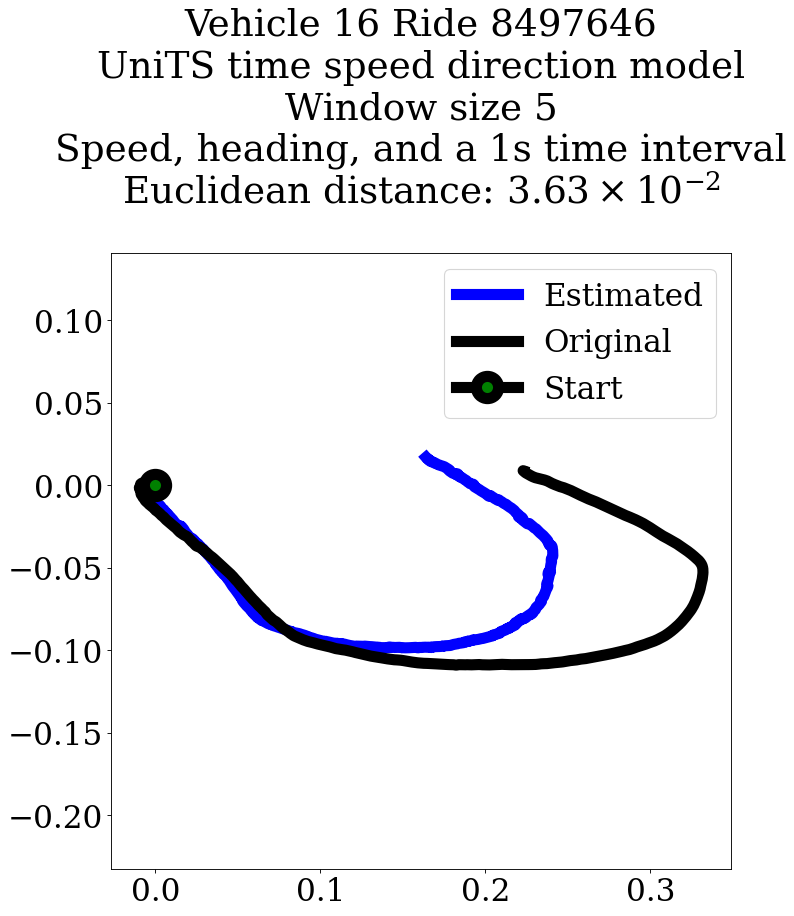 Vehicle 16 Ride 8497646
UniTS time speed direction model
Window size 5
Speed, heading, and a 1s time interval
Euclidean distance: 3.63 × 10⁻²
Estimated
Original
Start
0.10
0.05
0.00
−0.05
−0.10
−0.15
−0.20
0.0 0.1 0.2 0.3